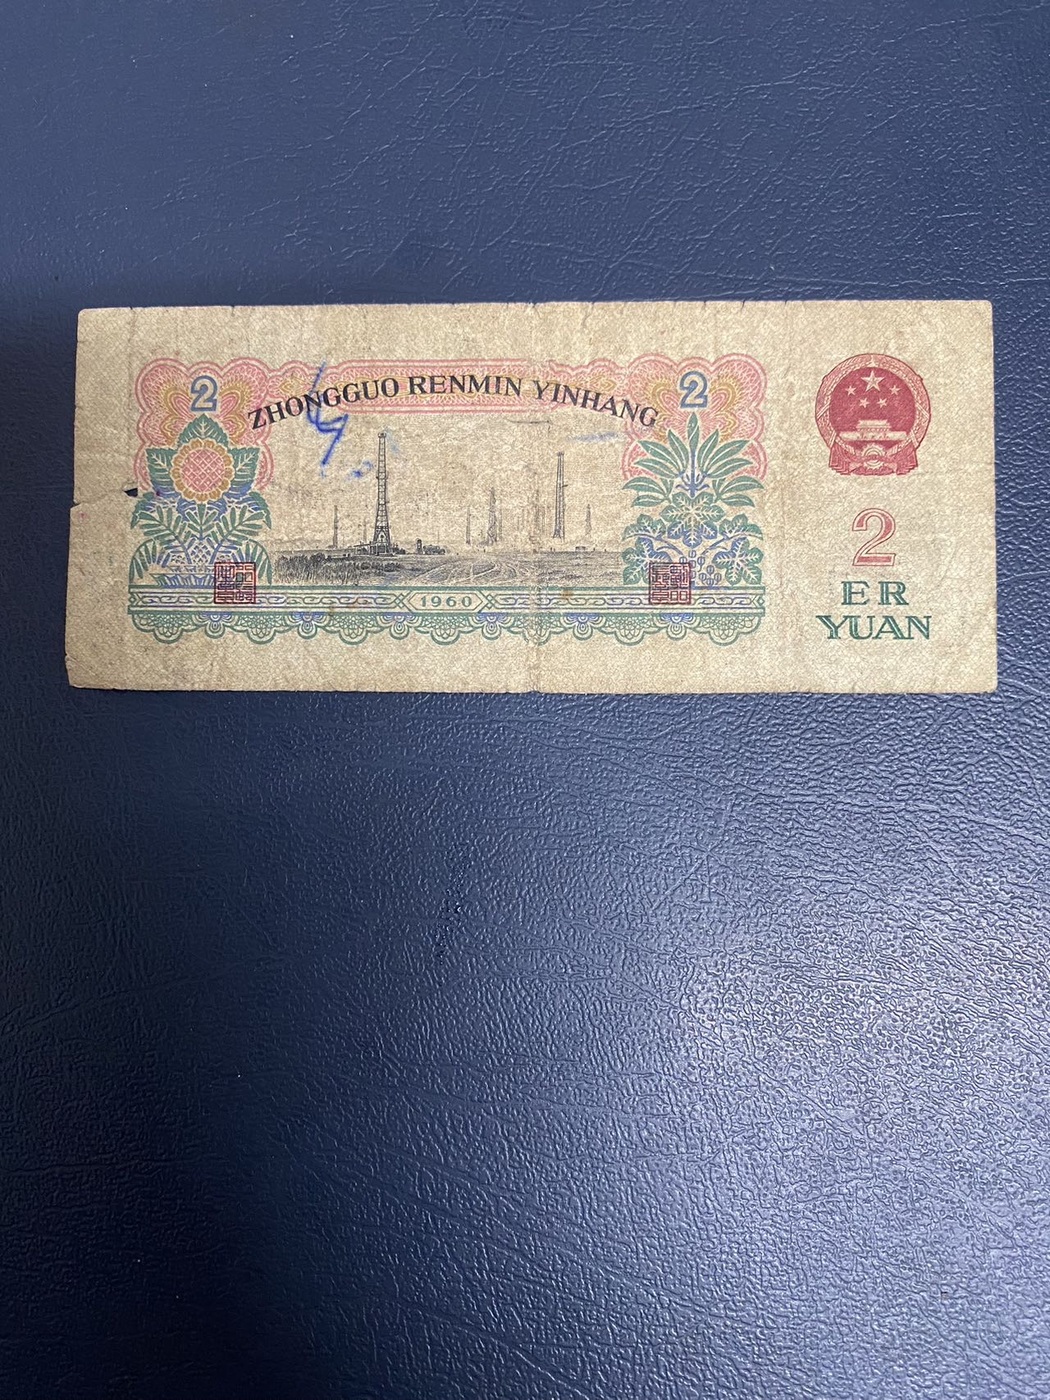 2 2
ZHONGGUO RENMIN YINHANG
1960
2
ER
YUAN